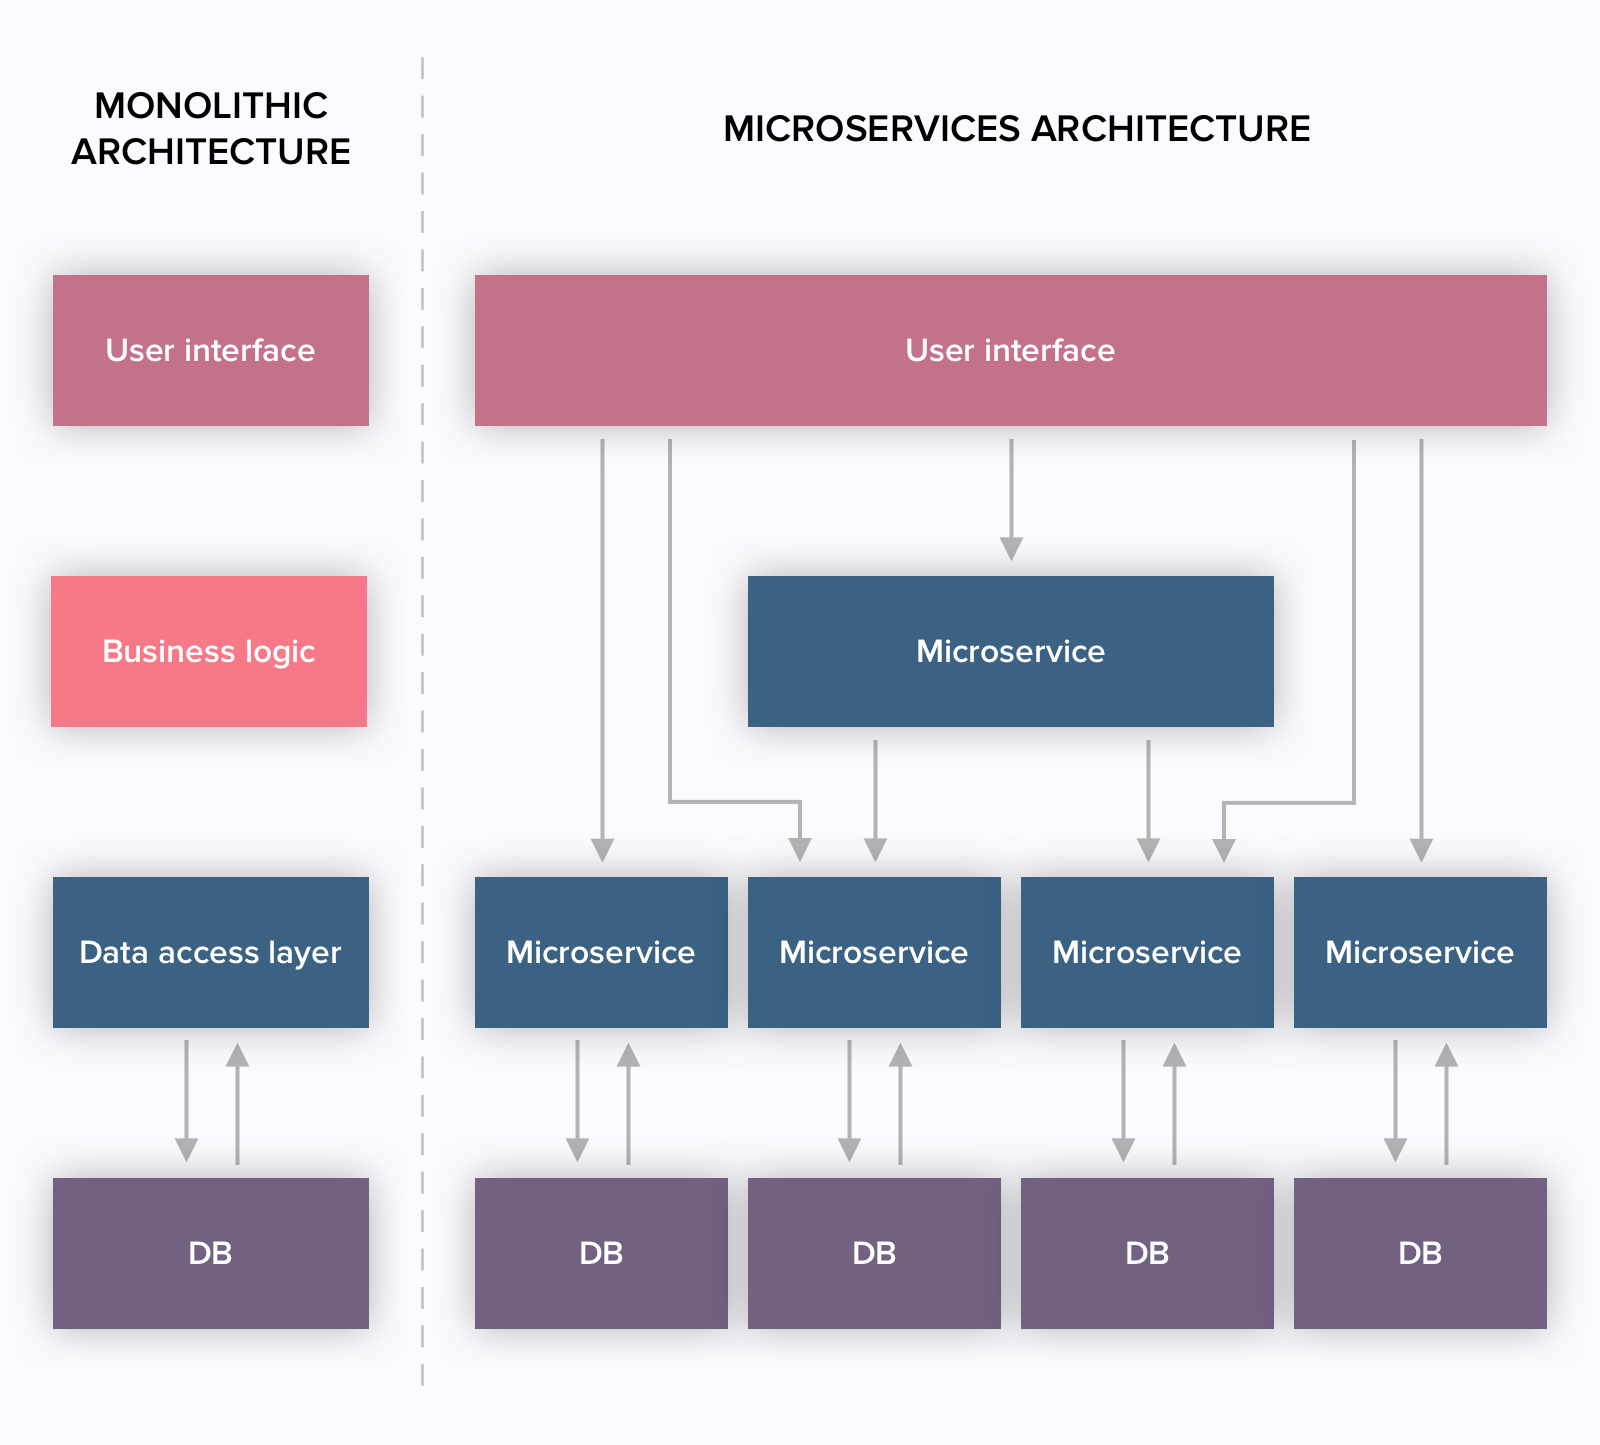 MONOLITHIC
ARCHITECTURE
MICROSERVICES ARCHITECTURE
User interface
User interface
Business logic
Microservice
Data access layer
Microservice
Microservice
Microservice
Microservice
DB
DB
DB
DB
DB